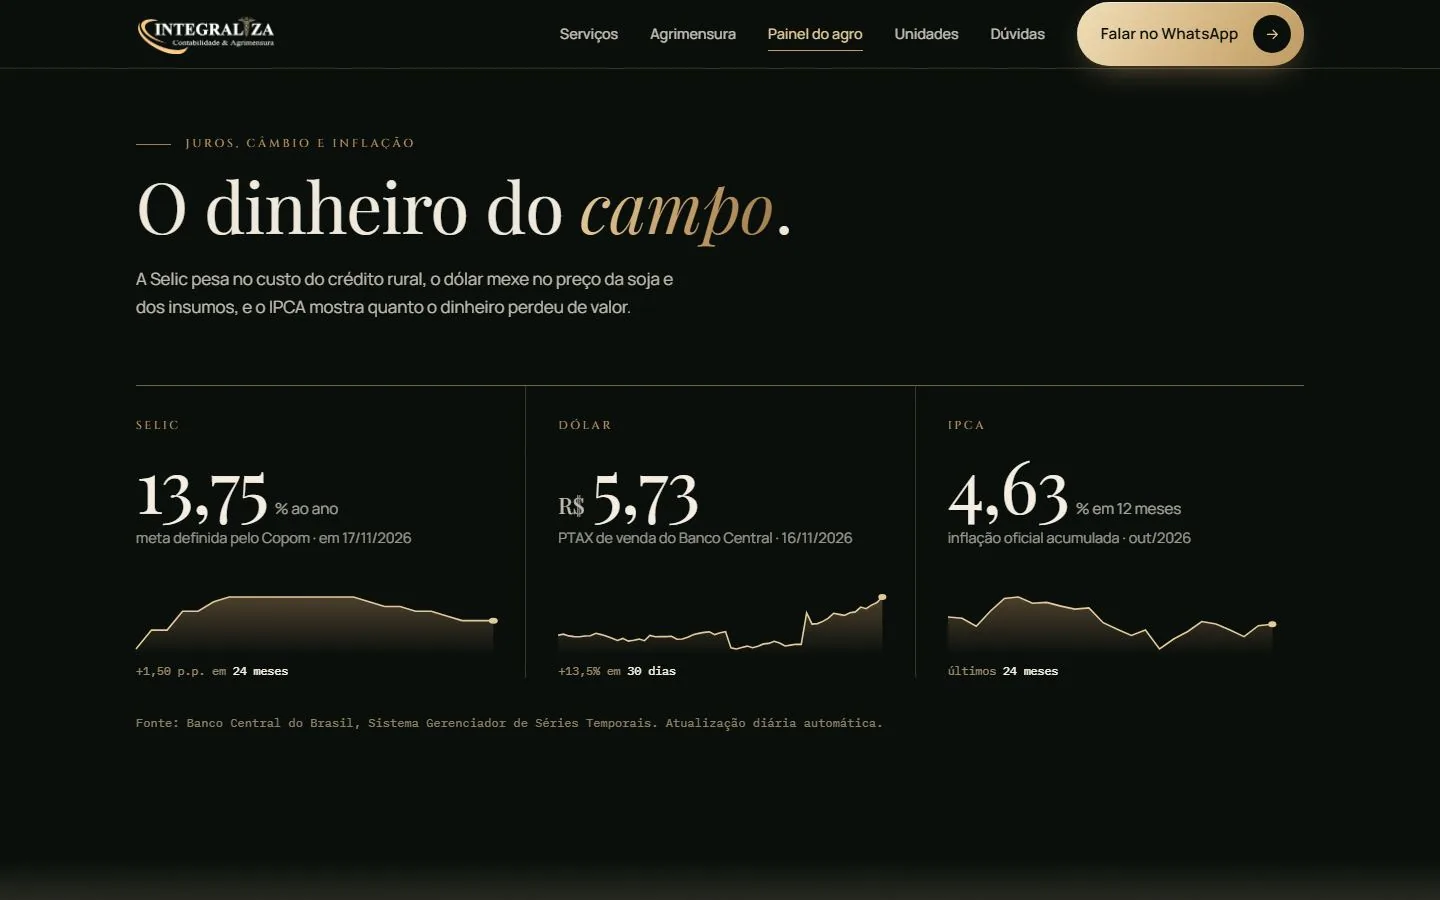 INTEGRALIZA
Contabilidade & Agrimensura
Serviços
Agrimensura
Painel do agro
Unidades
Dúvidas
Falar no WhatsApp →
JUROS, CÂMBIO E INFLAÇÃO
O dinheiro do campo.
A Selic pesa no custo do crédito rural, o dólar mexe no preço da soja e
dos insumos, e o IPCA mostra quanto o dinheiro perdeu de valor.
SELIC
13,75 % ao ano
meta definida pelo Copom · em 17/11/2026
+1,50 p.p. em 24 meses
DÓLAR
R$ 5,73
PTAX de venda do Banco Central · 16/11/2026
+13,5% em 30 dias
IPCA
4,63 % em 12 meses
inflação oficial acumulada · out/2026
últimos 24 meses
Fonte: Banco Central do Brasil, Sistema Gerenciador de Séries Temporais. Atualização diária automática.